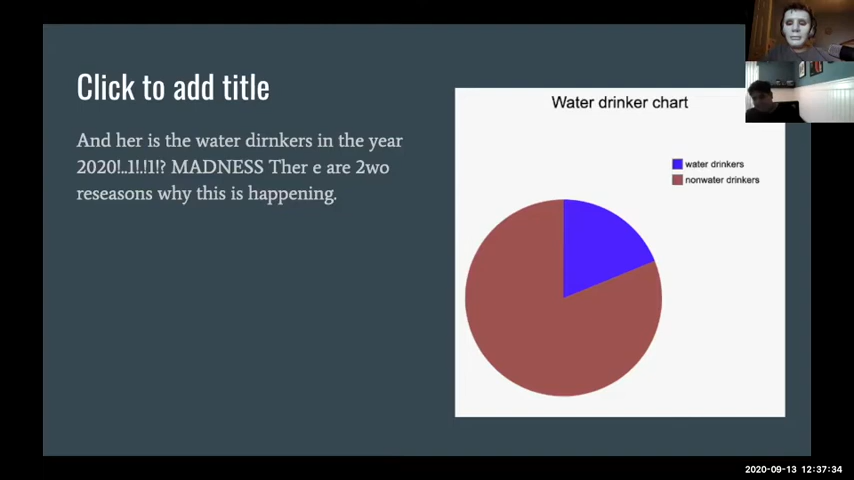 Click to add title
And her is the water dirnkers in the year
2020!..1!.!1!? MADNESS Ther e are 2wo
reseasons why this is happening.
Water drinker chart
water drinkers
nonwater drinkers
2020-09-13 12:37:34